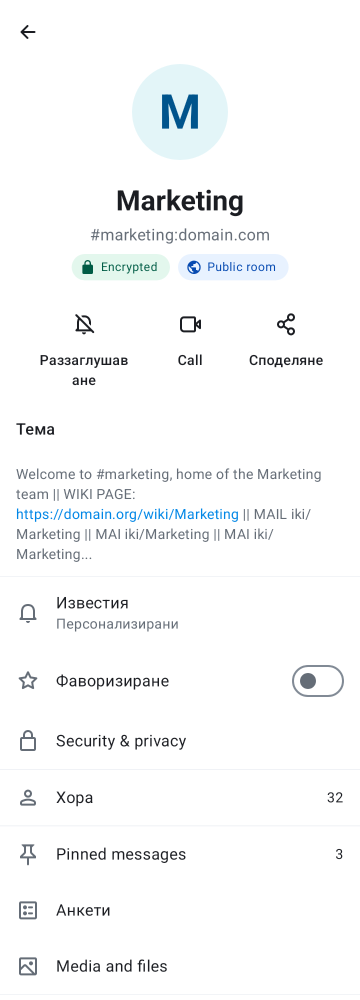 M
Marketing
#marketing:domain.com
Encrypted
Public room
Раззаглушав
ане
Call
Споделяне
Тема
Welcome to #marketing, home of the Marketing
team || WIKI PAGE:
https://domain.org/wiki/Marketing || MAIL iki/
Marketing || MAI iki/Marketing || MAI iki/
Marketing...
Известия
Персонализирани
Фаворизиране
Security & privacy
Хора 32
Pinned messages 3
Анкети
Media and files